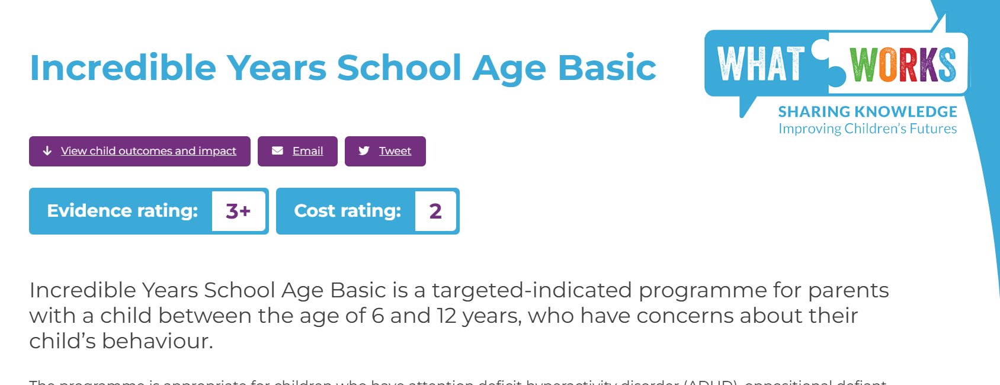 Incredible Years School Age Basic
WHAT WORKS
SHARING KNOWLEDGE
Improving Children's Futures
View child outcomes and impact
Email
Tweet
Evidence rating: 3+
Cost rating: 2
Incredible Years School Age Basic is a targeted-indicated programme for parents
with a child between the age of 6 and 12 years, who have concerns about their
child's behaviour.
The programme is appropriate for children who have attention deficit hyperactivity disorder (ADHD), oppositional defiant